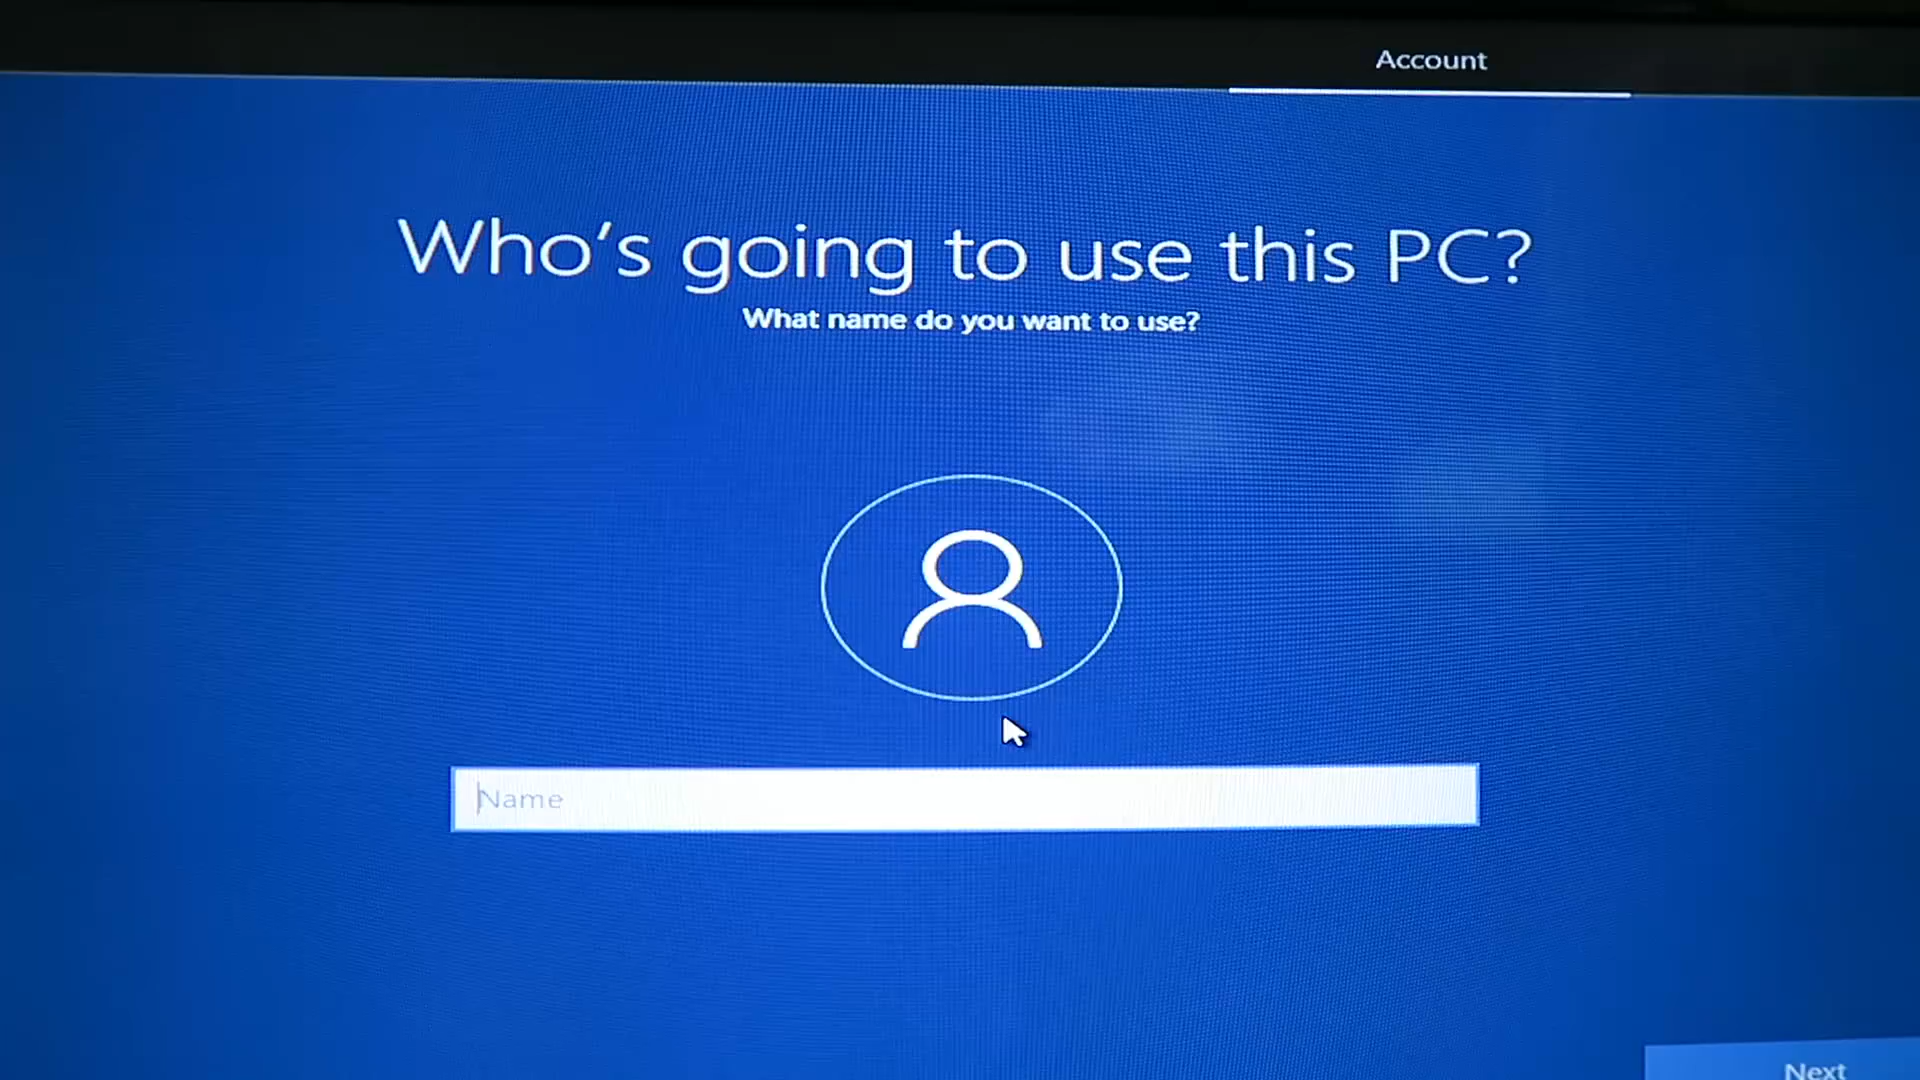 Account
Who's going to use this PC?
What name do you want to use?
Name
Next